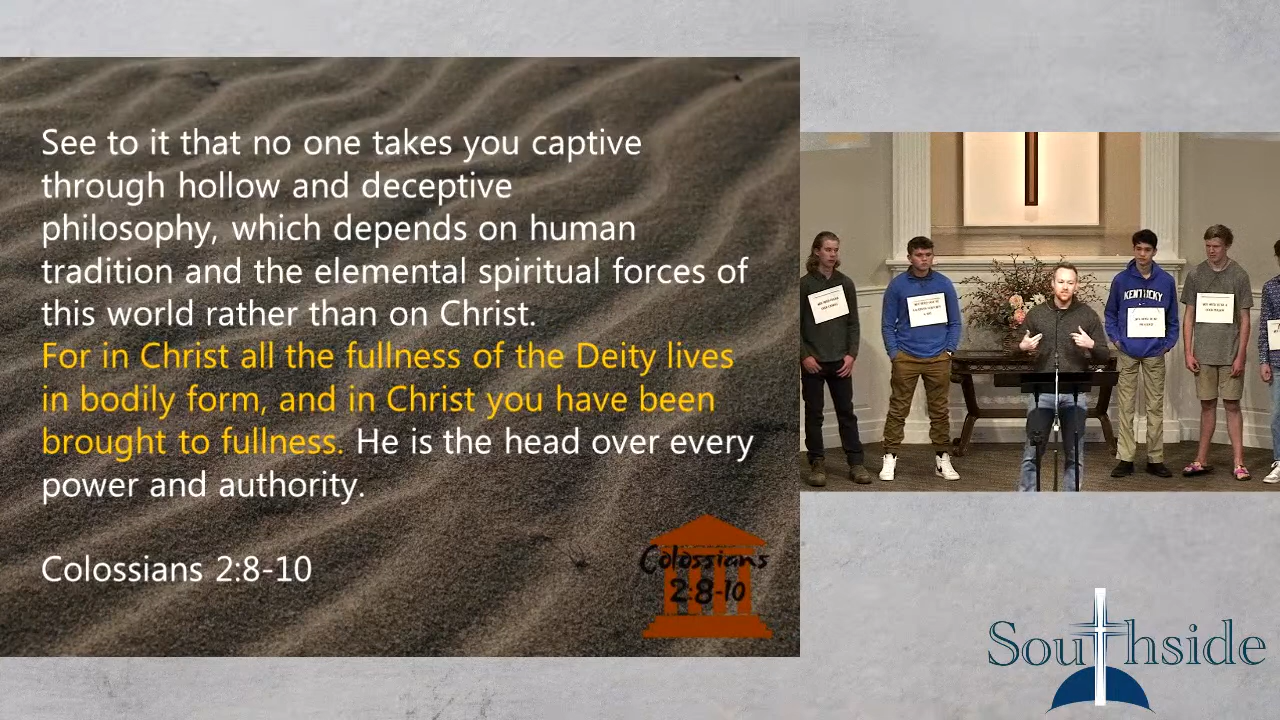 See to it that no one takes you captive
through hollow and deceptive
philosophy, which depends on human
tradition and the elemental spiritual forces of
this world rather than on Christ.
For in Christ all the fullness of the Deity lives
in bodily form, and in Christ you have been
brought to fullness. He is the head over every
power and authority.
Colossians 2:8-10
Colossians
2:8-10
KENTUCKY
Southside